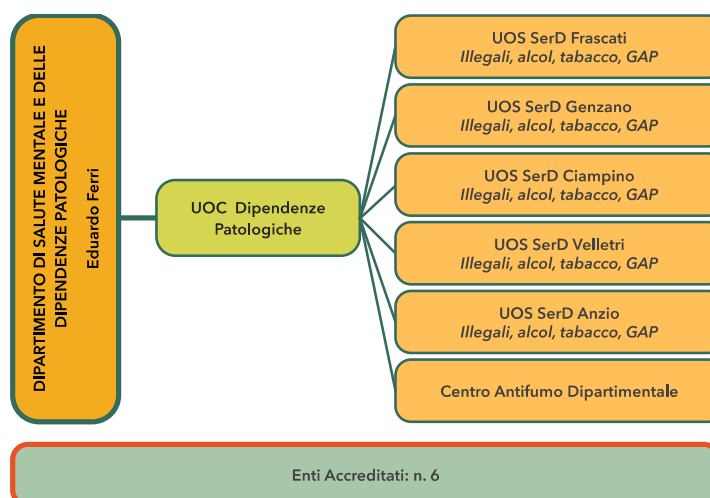 DIPARTIMENTO DI SALUTE MENTALE E DELLE
DIPENDENZE PATOLOGICHE
Eduardo Ferri
UOC Dipendenze
Patologiche
UOS SerD Frascati
Illegali, alcol, tabacco, GAP
UOS SerD Genzano
Illegali, alcol, tabacco, GAP
UOS SerD Ciampino
Illegali, alcol, tabacco, GAP
UOS SerD Velletri
Illegali, alcol, tabacco, GAP
UOS SerD Anzio
Illegali, alcol, tabacco, GAP
Centro Antifumo Dipartimentale
Enti Accreditati: n. 6